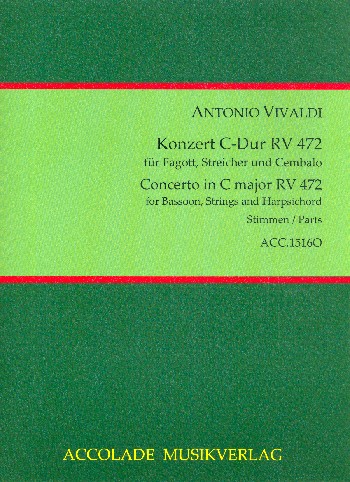 ANTONIO VIVALDI
Konzert C-Dur RV 472
für Fagott, Streicher und Cembalo
Concerto in C major RV 472
for Bassoon, Strings and Harpsichord
Stimmen / Parts
ACC.1516O
ACCOLADE MUSIKVERLAG